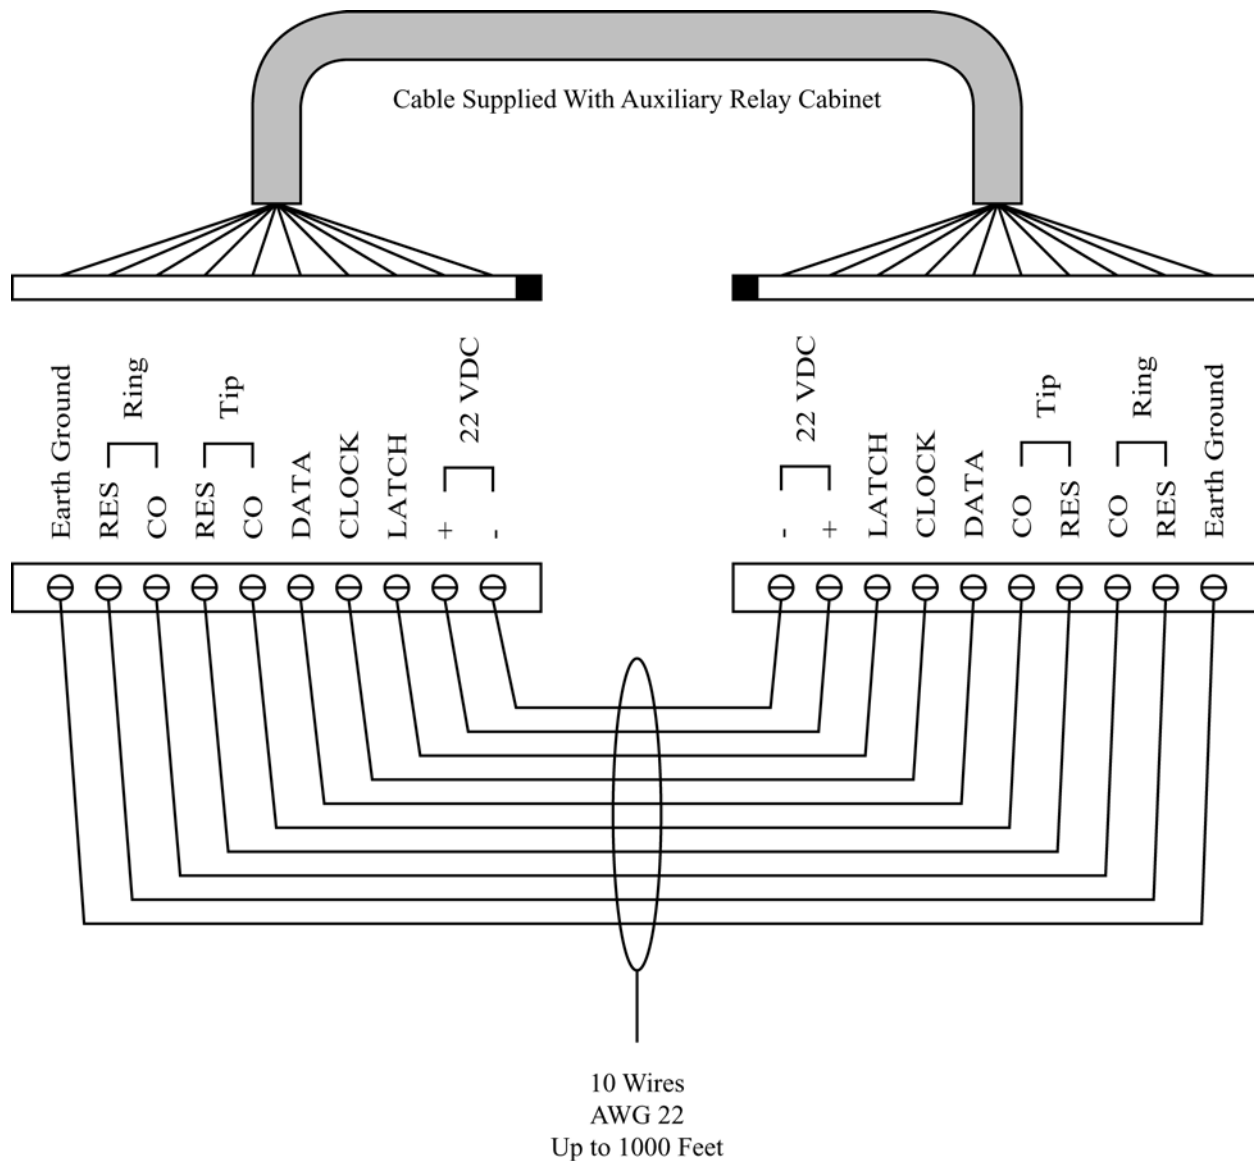 Cable Supplied With Auxiliary Relay Cabinet
Earth Ground
RES
CO
Ring
RES
CO
Tip
DATA
CLOCK
LATCH
+
-
22 VDC
-
+
22 VDC
LATCH
CLOCK
DATA
CO
RES
Tip
CO
RES
Ring
Earth Ground
10 Wires
AWG 22
Up to 1000 Feet